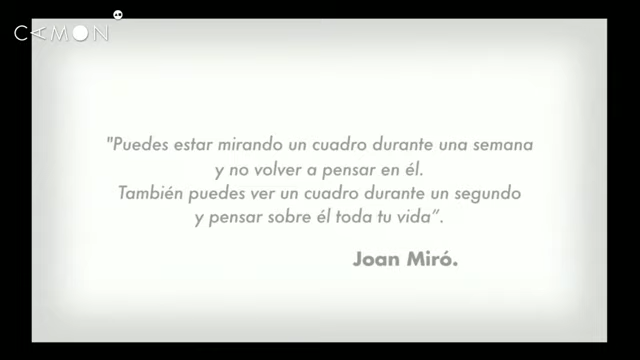 CAMON
"Puedes estar mirando un cuadro durante una semana
y no volver a pensar en él.
También puedes ver un cuadro durante un segundo
y pensar sobre él toda tu vida”.
Joan Miró.